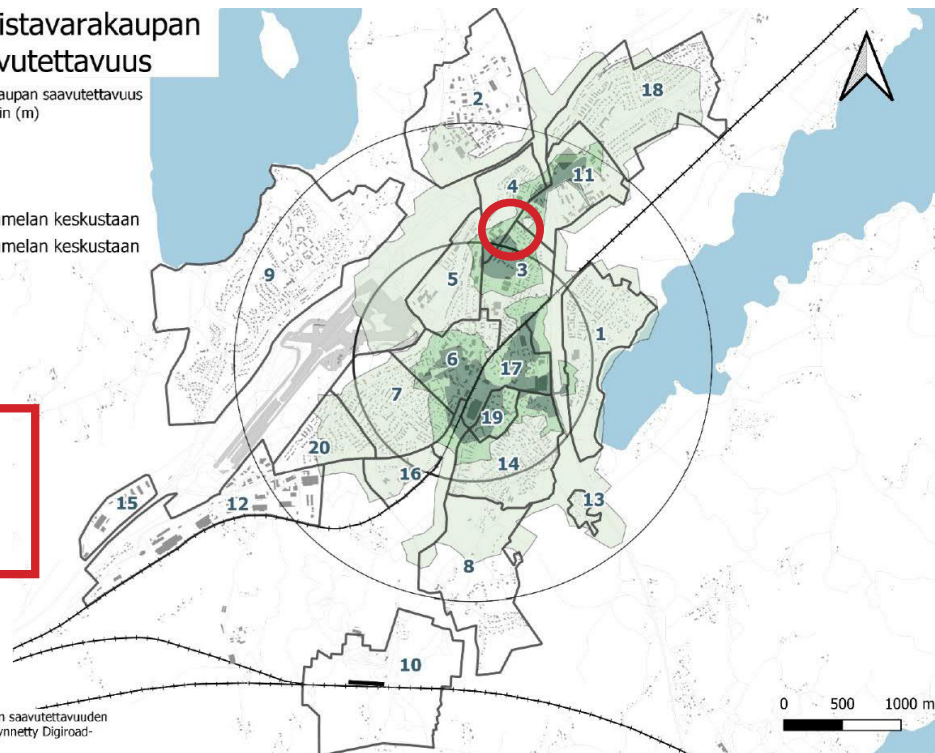 istavarakaupan
vutettavuus
aupan saavutettavuus
in (m)
melan keskustaan
melan keskustaan
2
18
4
11
9
5
3
1
6
17
7
19
20
14
16
15
12
13
8
10
0 500 1000 m
n saavutettavuuden
ynnetty Digiroad-